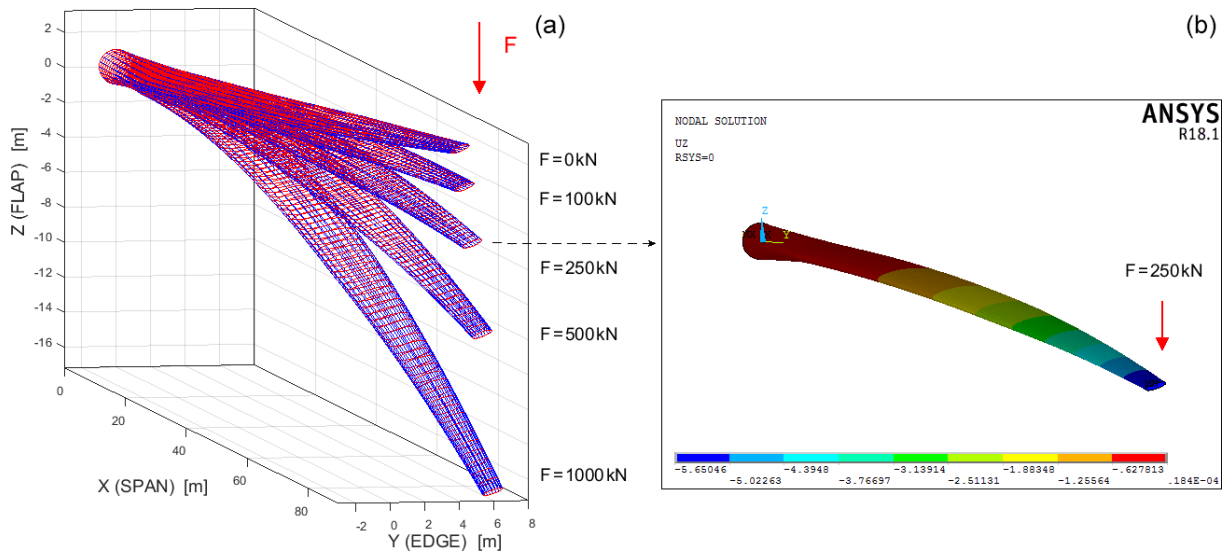 (a)
F
2
0
-2
-4
-6
-8
-10
-12
-14
-16
Z (FLAP) [m]
F=0kN
F=100kN
F=250kN
F=500kN
F=1000kN
0
20
40
60
80
X (SPAN) [m]
-2 0 2 4 6 8
Y (EDGE) [m]
(b)
ANSYS
R18.1
NODAL SOLUTION
UZ
RSYS=0
Z
Y
F=250kN
-5.65046 -4.3948 -3.13914 -1.88348 -.627813
-5.02263 -3.76697 -2.51131 -1.25564 .184E-04